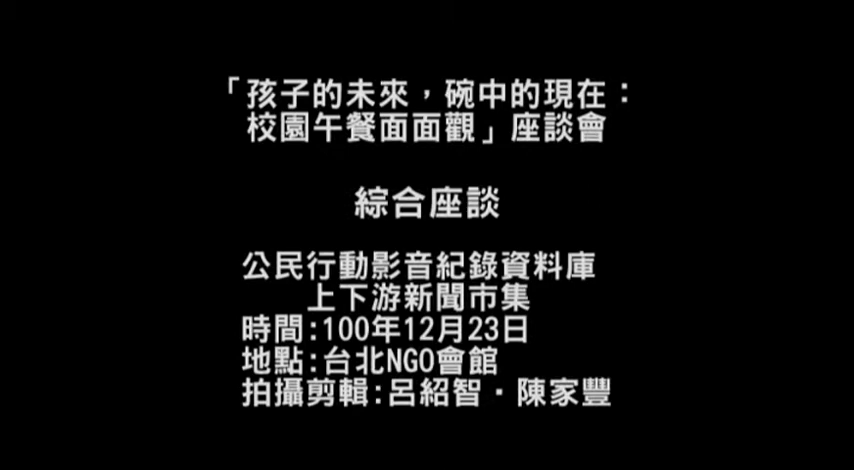 「孩子的未來，碗中的現在：
校園午餐面面觀」座談會
綜合座談
公民行動影音紀錄資料庫
上下游新聞市集
時間:100年12月23日
地點:台北NGO會館
拍攝剪輯:呂紹智·陳家豐